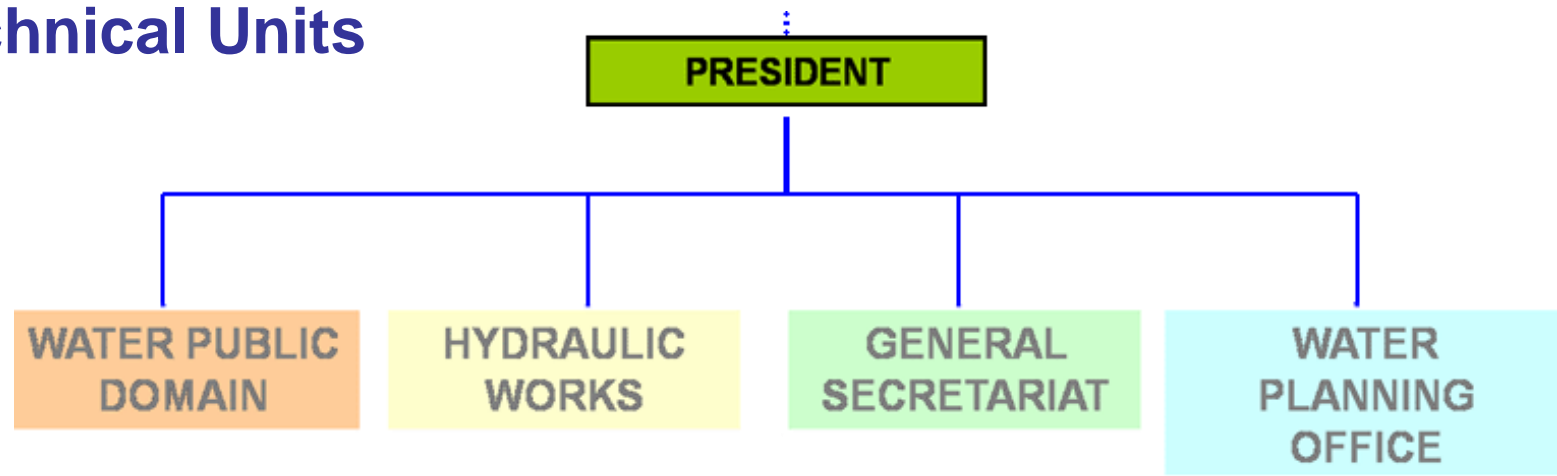 chnical Units
PRESIDENT
WATER PUBLIC
DOMAIN
HYDRAULIC
WORKS
GENERAL
SECRETARIAT
WATER
PLANNING
OFFICE